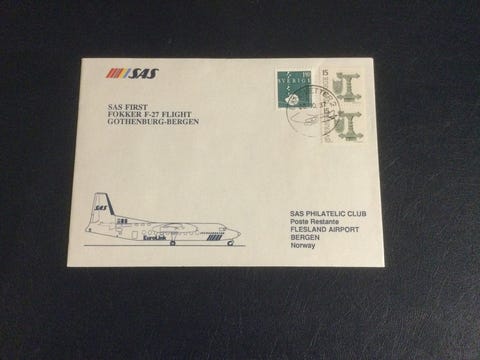 SAS
SAS FIRST
FOKKER F-27 FLIGHT
GOTHENBURG-BERGEN
SVERIGE
15
SAS
EuroLink
SAS PHILATELIC CLUB
Poste Restante
FLESLAND AIRPORT
BERGEN
Norway